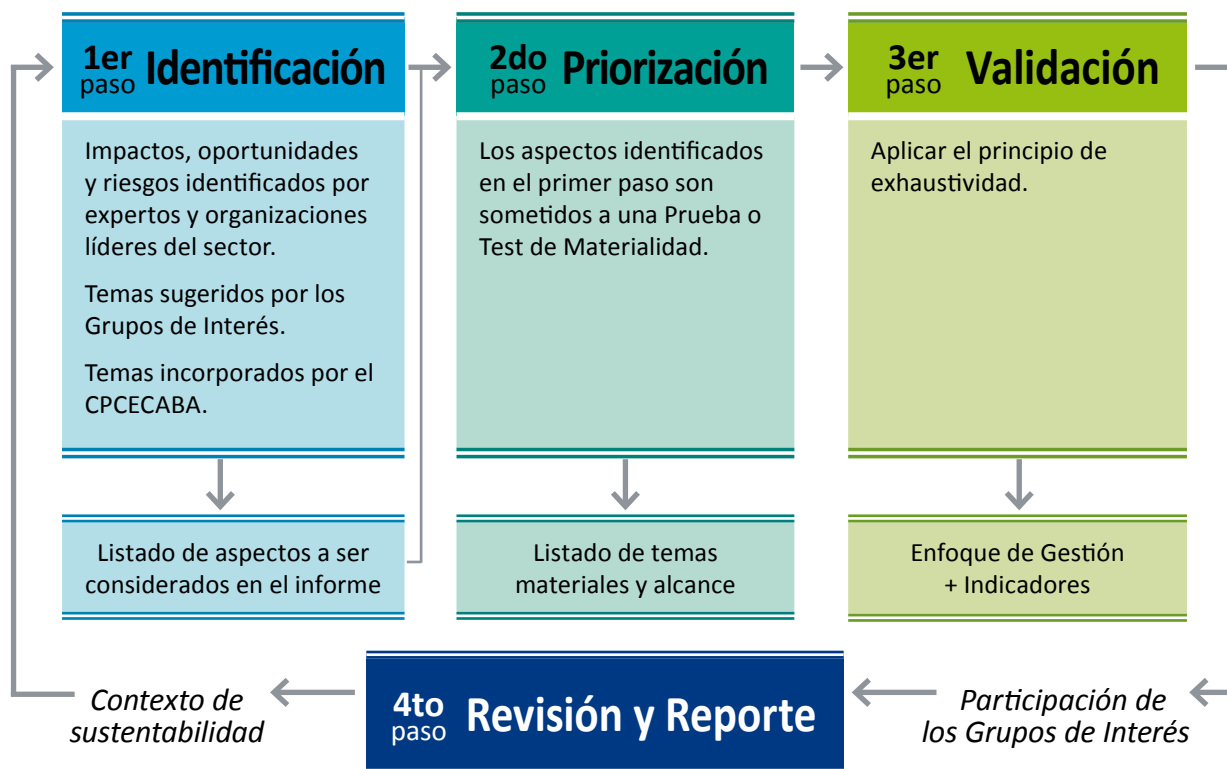 1er paso Identificación
Impactos, oportunidades
y riesgos identificados por
expertos y organizaciones
líderes del sector.
Temas sugeridos por los
Grupos de Interés.
Temas incorporados por el
CPCECABA.
Listado de aspectos a ser
considerados en el informe
2do paso Priorización
Los aspectos identificados
en el primer paso son
sometidos a una Prueba o
Test de Materialidad.
Listado de temas
materiales y alcance
3er paso Validación
Aplicar el principio de
exhaustividad.
Enfoque de Gestión
+ Indicadores
Participación de
los Grupos de Interés
4to paso Revisión y Reporte
Contexto de
sustentabilidad